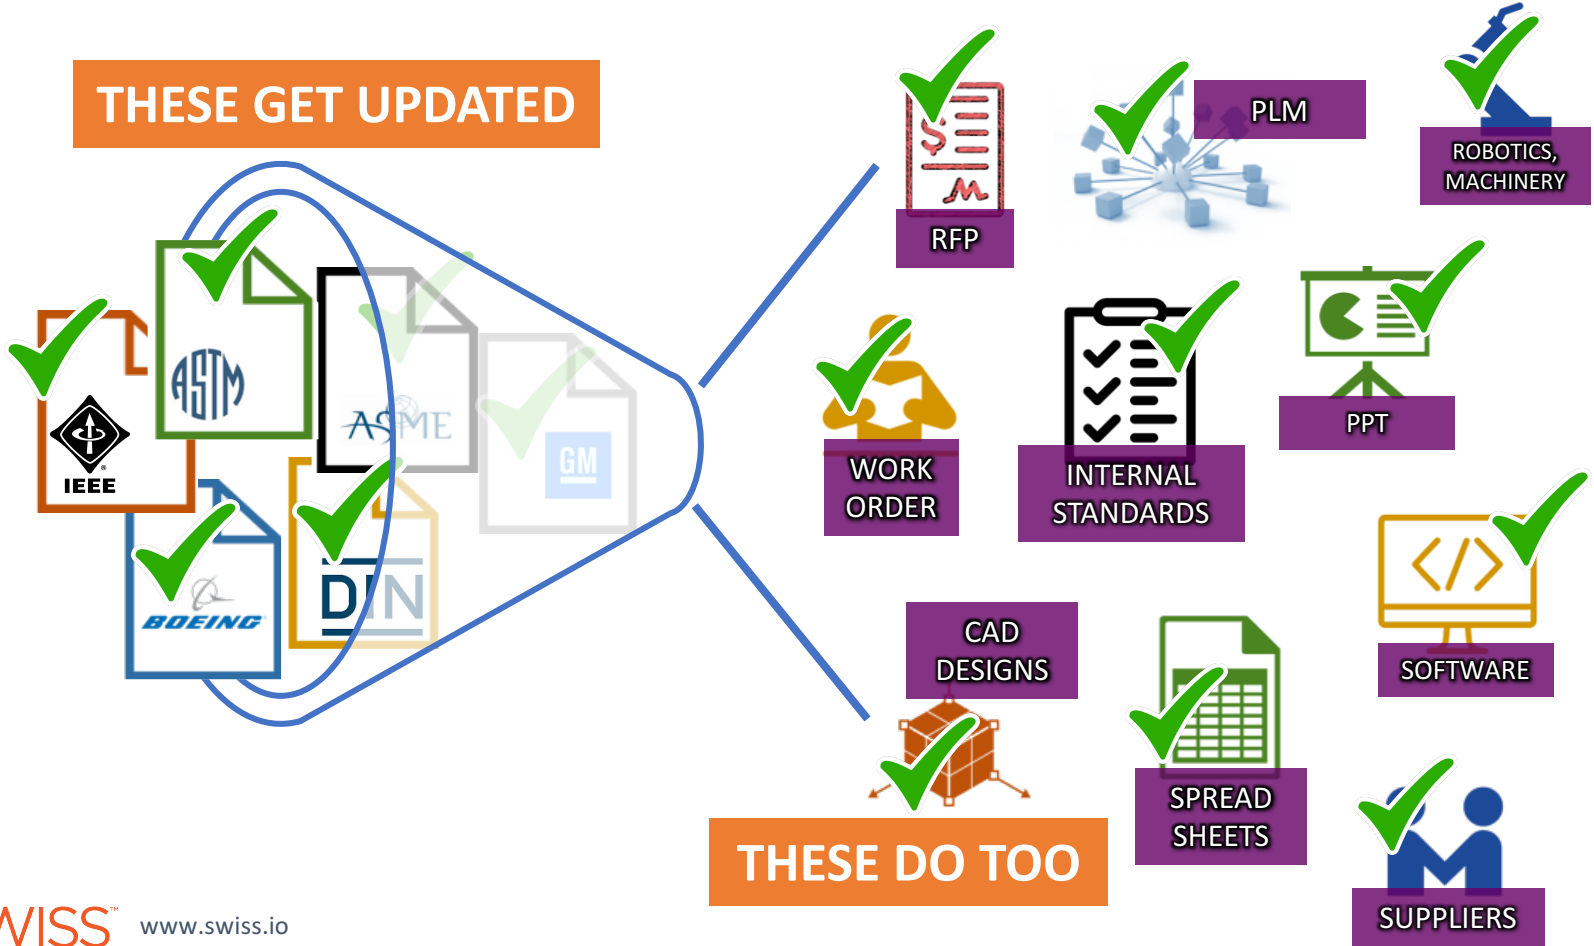 THESE GET UPDATED
ASTM
IEEE
ASME
GM
BOEING
DIN
$
RFP
PLM
ROBOTICS,
MACHINERY
WORK
ORDER
INTERNAL
STANDARDS
PPT
</>
SOFTWARE
CAD
DESIGNS
SPREAD
SHEETS
THESE DO TOO
SUPPLIERS
WISS™ www.swiss.io